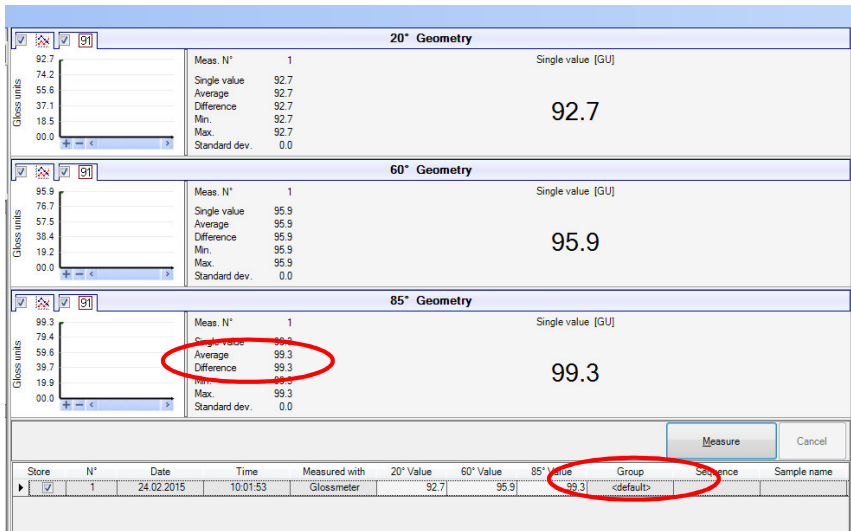 91 20° Geometry
92.7
74.2
55.6
37.1
18.5
00.0
Gloss units
Meas. N° 1
Single value 92.7
Average 92.7
Difference 92.7
Min. 92.7
Max. 92.7
Standard dev. 0.0
Single value [GU]
92.7
91 60° Geometry
95.9
76.7
57.5
38.4
19.2
00.0
Gloss units
Meas. N° 1
Single value 95.9
Average 95.9
Difference 95.9
Min. 95.9
Max. 95.9
Standard dev. 0.0
Single value [GU]
95.9
91 85° Geometry
99.3
79.4
59.6
39.7
19.9
00.0
Gloss units
Meas. N° 1
Single value 99.3
Average 99.3
Difference 99.3
Min. 99.3
Max. 99.3
Standard dev. 0.0
Single value [GU]
99.3
Measure Cancel
Store N° Date Time Measured with 20° Value 60° Value 85° Value Group Sequence Sample name
1 24.02.2015 10:01:53 Glossmeter 92.7 95.9 99.3 <default>